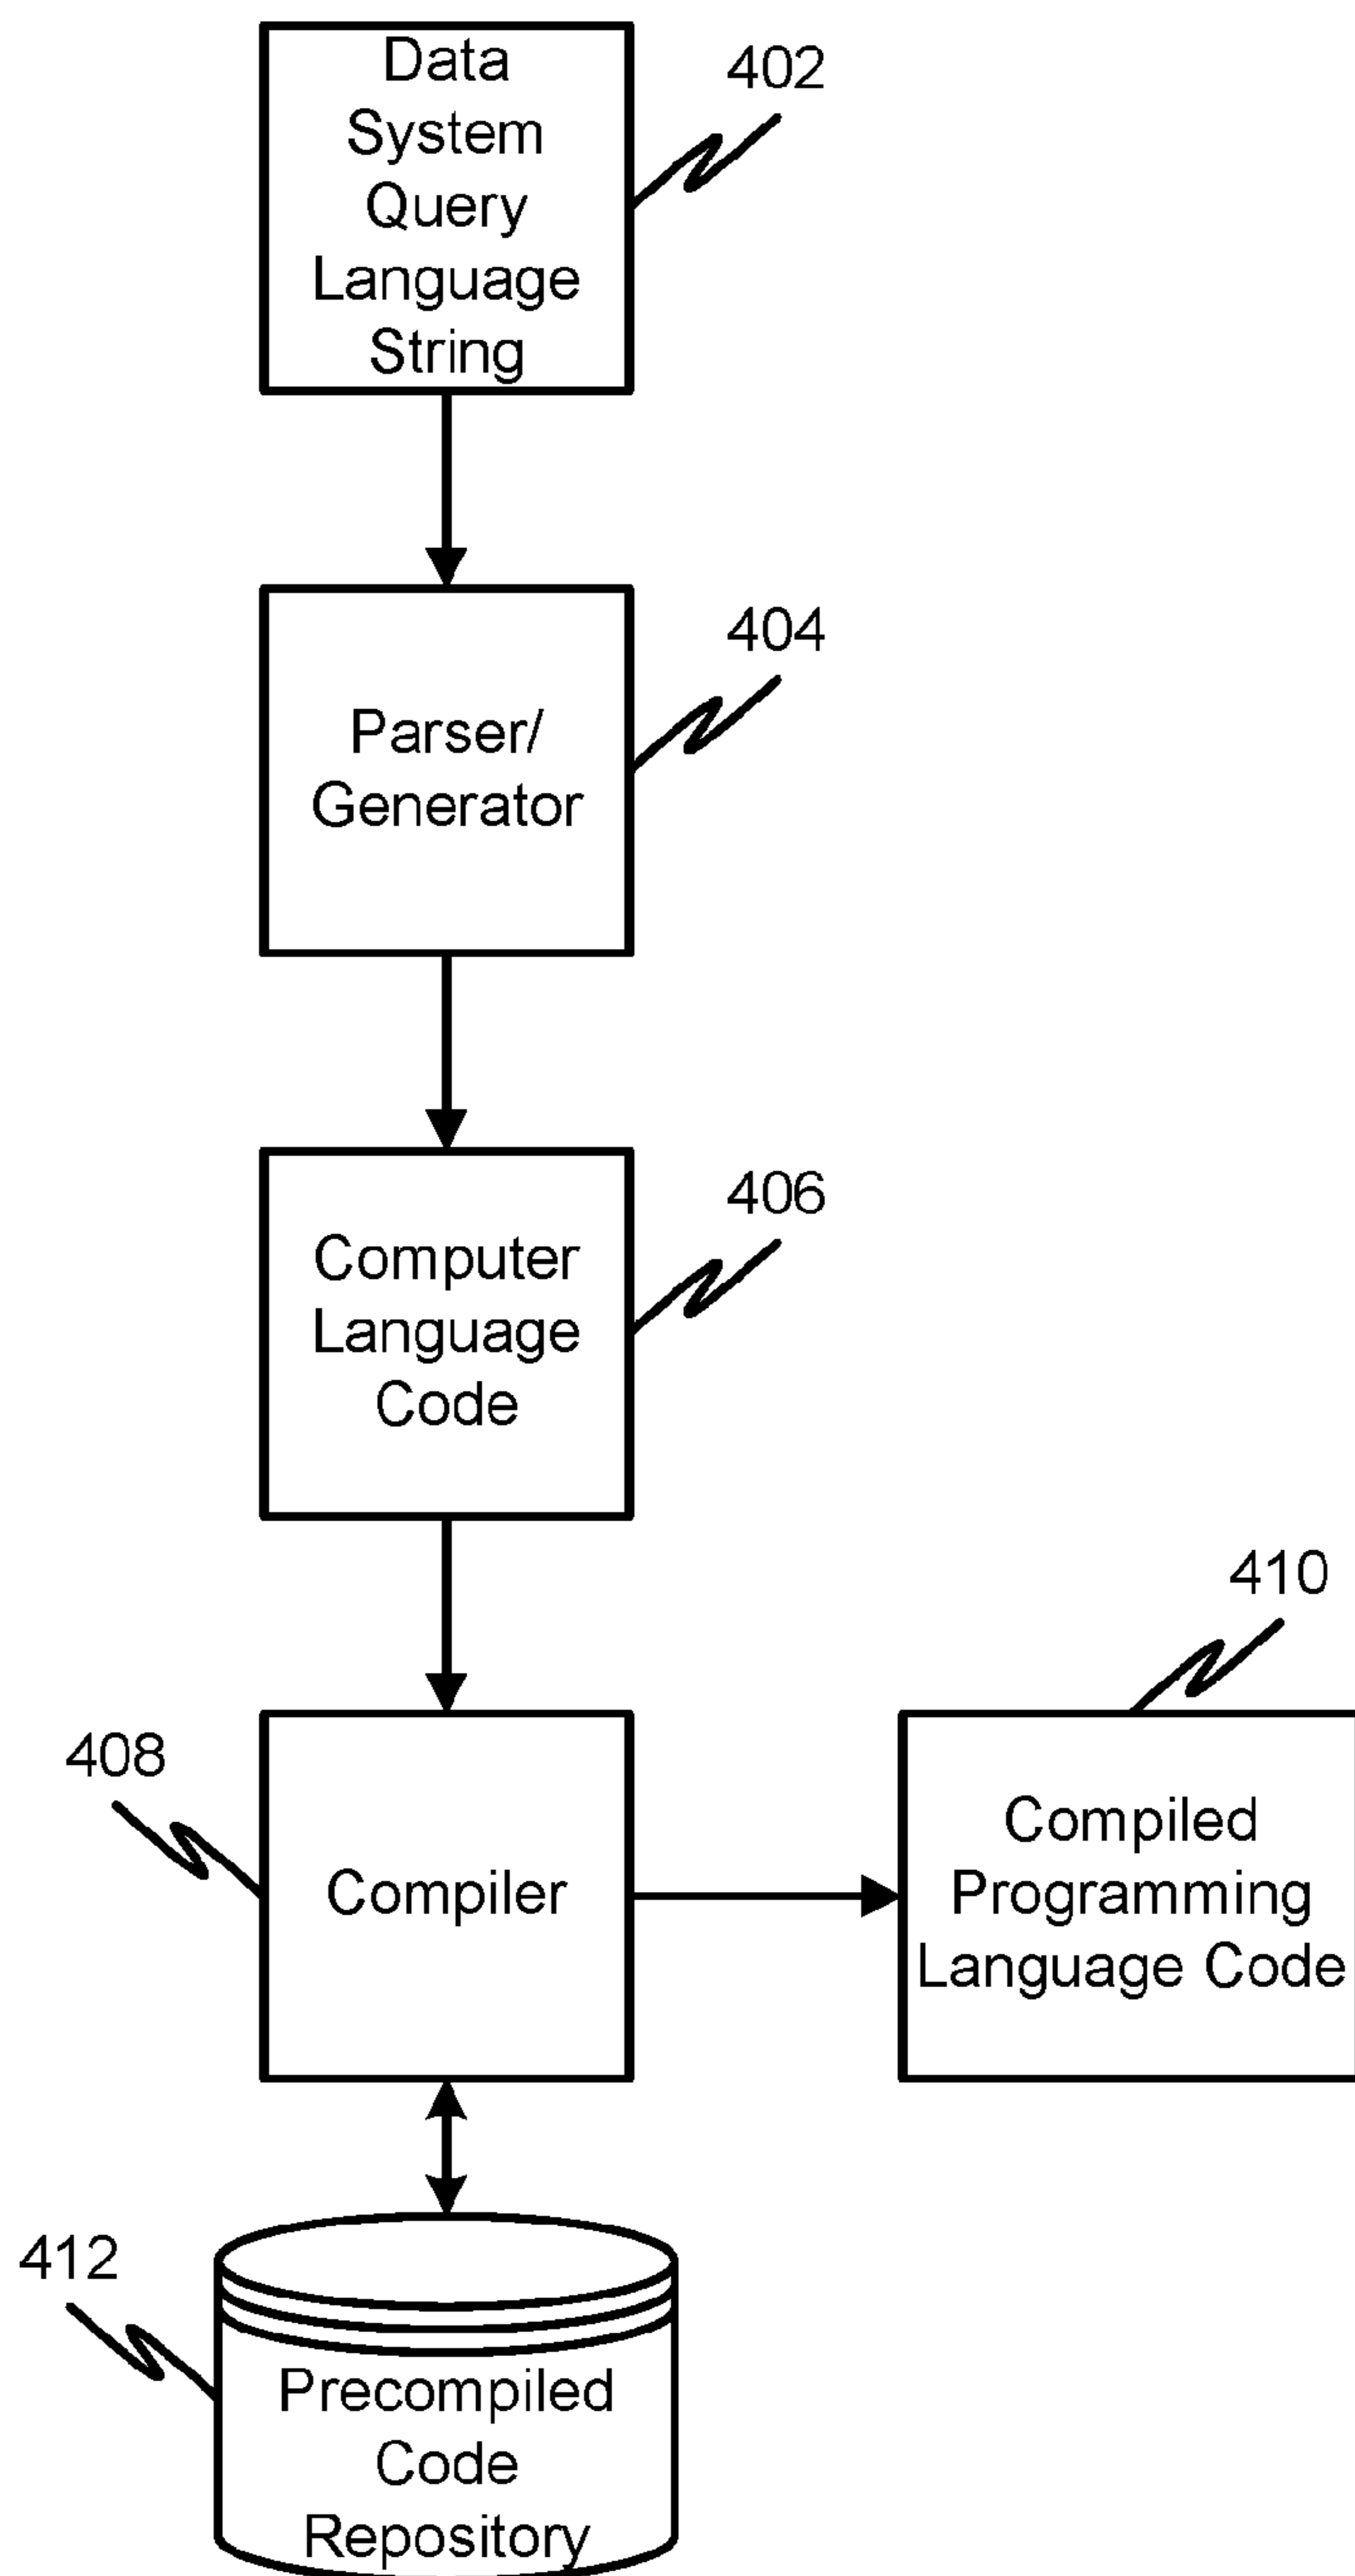 Data
System
Query
Language
String
402
Parser/
Generator
404
Computer
Language
Code
406
Compiler
408
Compiled
Programming
Language Code
410
Precompiled
Code
Repository
412